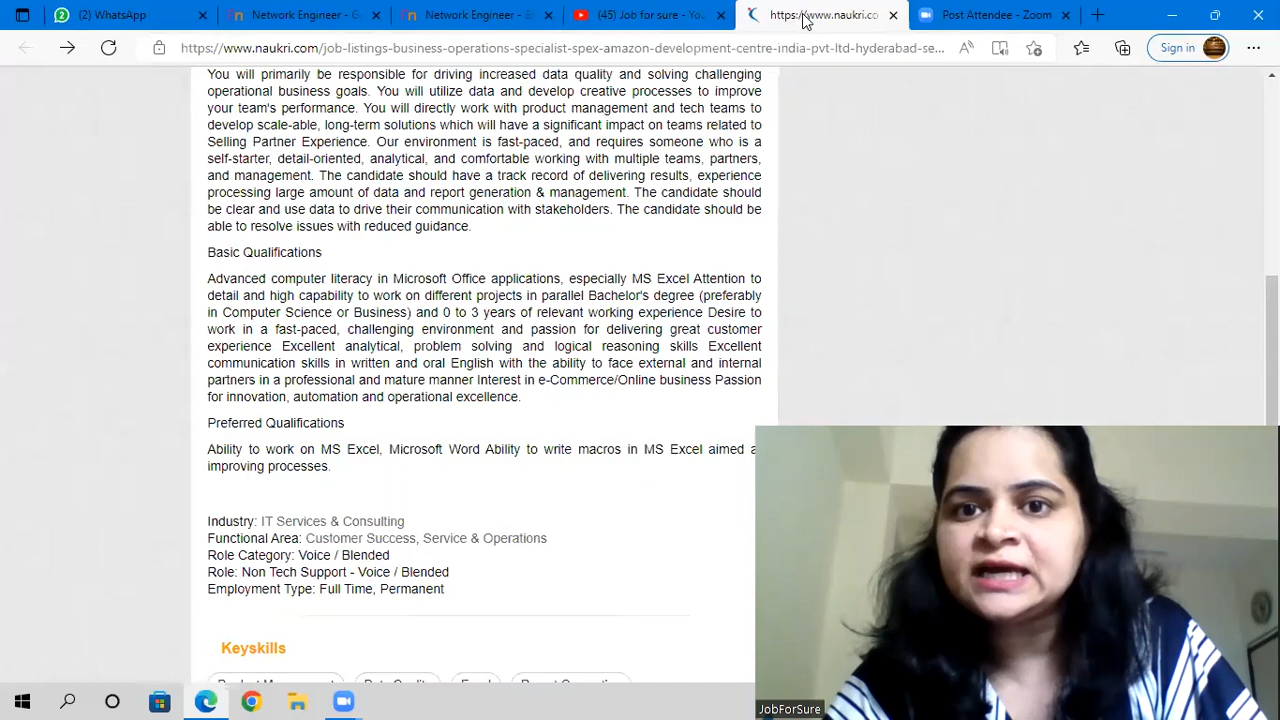 (2) WhatsApp
Network Engineer - G
Network Engineer - B
(45) Job for sure - You
https://www.naukri.co
Post Attendee - Zoom
https://www.naukri.com/job-listings-business-operations-specialist-spex-amazon-development-centre-india-pvt-ltd-hyderabad-se...
Sign in
You will primarily be responsible for driving increased data quality and solving challenging
operational business goals. You will utilize data and develop creative processes to improve
your team's performance. You will directly work with product management and tech teams to
develop scale-able, long-term solutions which will have a significant impact on teams related to
Selling Partner Experience. Our environment is fast-paced, and requires someone who is a
self-starter, detail-oriented, analytical, and comfortable working with multiple teams, partners,
and management. The candidate should have a track record of delivering results, experience
processing large amount of data and report generation & management. The candidate should
be clear and use data to drive their communication with stakeholders. The candidate should be
able to resolve issues with reduced guidance.
Basic Qualifications
Advanced computer literacy in Microsoft Office applications, especially MS Excel Attention to
detail and high capability to work on different projects in parallel Bachelor's degree (preferably
in Computer Science or Business) and 0 to 3 years of relevant working experience Desire to
work in a fast-paced, challenging environment and passion for delivering great customer
experience Excellent analytical, problem solving and logical reasoning skills Excellent
communication skills in written and oral English with the ability to face external and internal
partners in a professional and mature manner Interest in e-Commerce/Online business Passion
for innovation, automation and operational excellence.
Preferred Qualifications
Ability to work on MS Excel, Microsoft Word Ability to write macros in MS Excel aimed a
improving processes.
Industry: IT Services & Consulting
Functional Area: Customer Success, Service & Operations
Role Category: Voice / Blended
Role: Non Tech Support - Voice / Blended
Employment Type: Full Time, Permanent
Keyskills
JobForSure